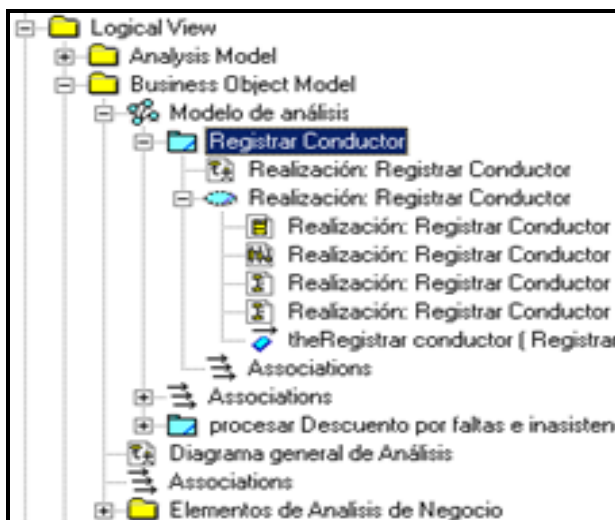 Logical View
Analysis Model
Business Object Model
Modelo de análisis
Registrar Conductor
Realización: Registrar Conductor
Realización: Registrar Conductor
Realización: Registrar Conductor
Realización: Registrar Conductor
Realización: Registrar Conductor
Realización: Registrar Conductor
theRegistrar conductor ( Registrar
Associations
Associations
procesar Descuento por faltas e inasisten
Diagrama general de Análisis
Associations
Elementos de Analisis de Negocio